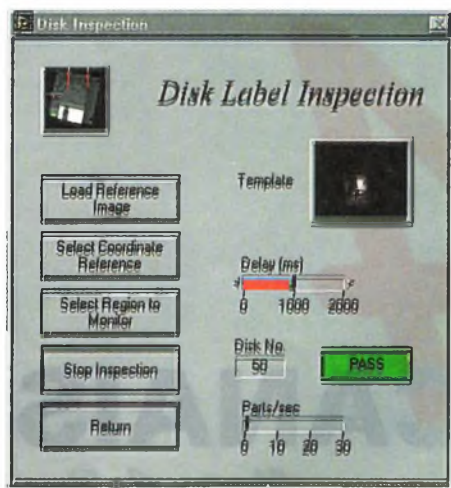 Disk Inspection
Disk Label Inspection
Load Reference
Image
Template
Select Coordinate
Reference
Delay (ms)
0 1000 2000
Select Region to
Monitor
Disk No.
50
PASS
Stop Inspection
Parts/sec
0 10 20 30
Return